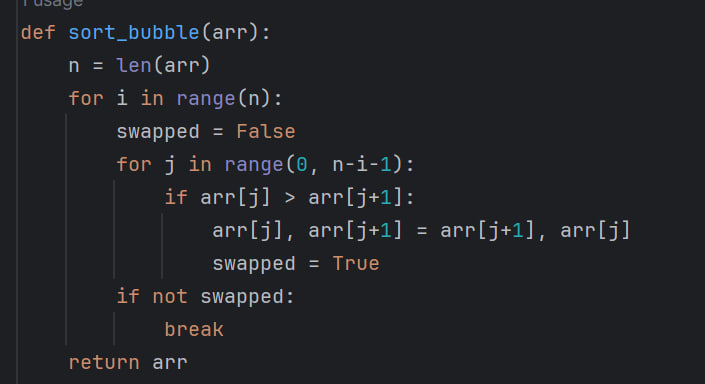 1 usage
def sort_bubble(arr):
    n = len(arr)
    for i in range(n):
        swapped = False
        for j in range(0, n-i-1):
            if arr[j] > arr[j+1]:
                arr[j], arr[j+1] = arr[j+1], arr[j]
                swapped = True
        if not swapped:
            break
    return arr